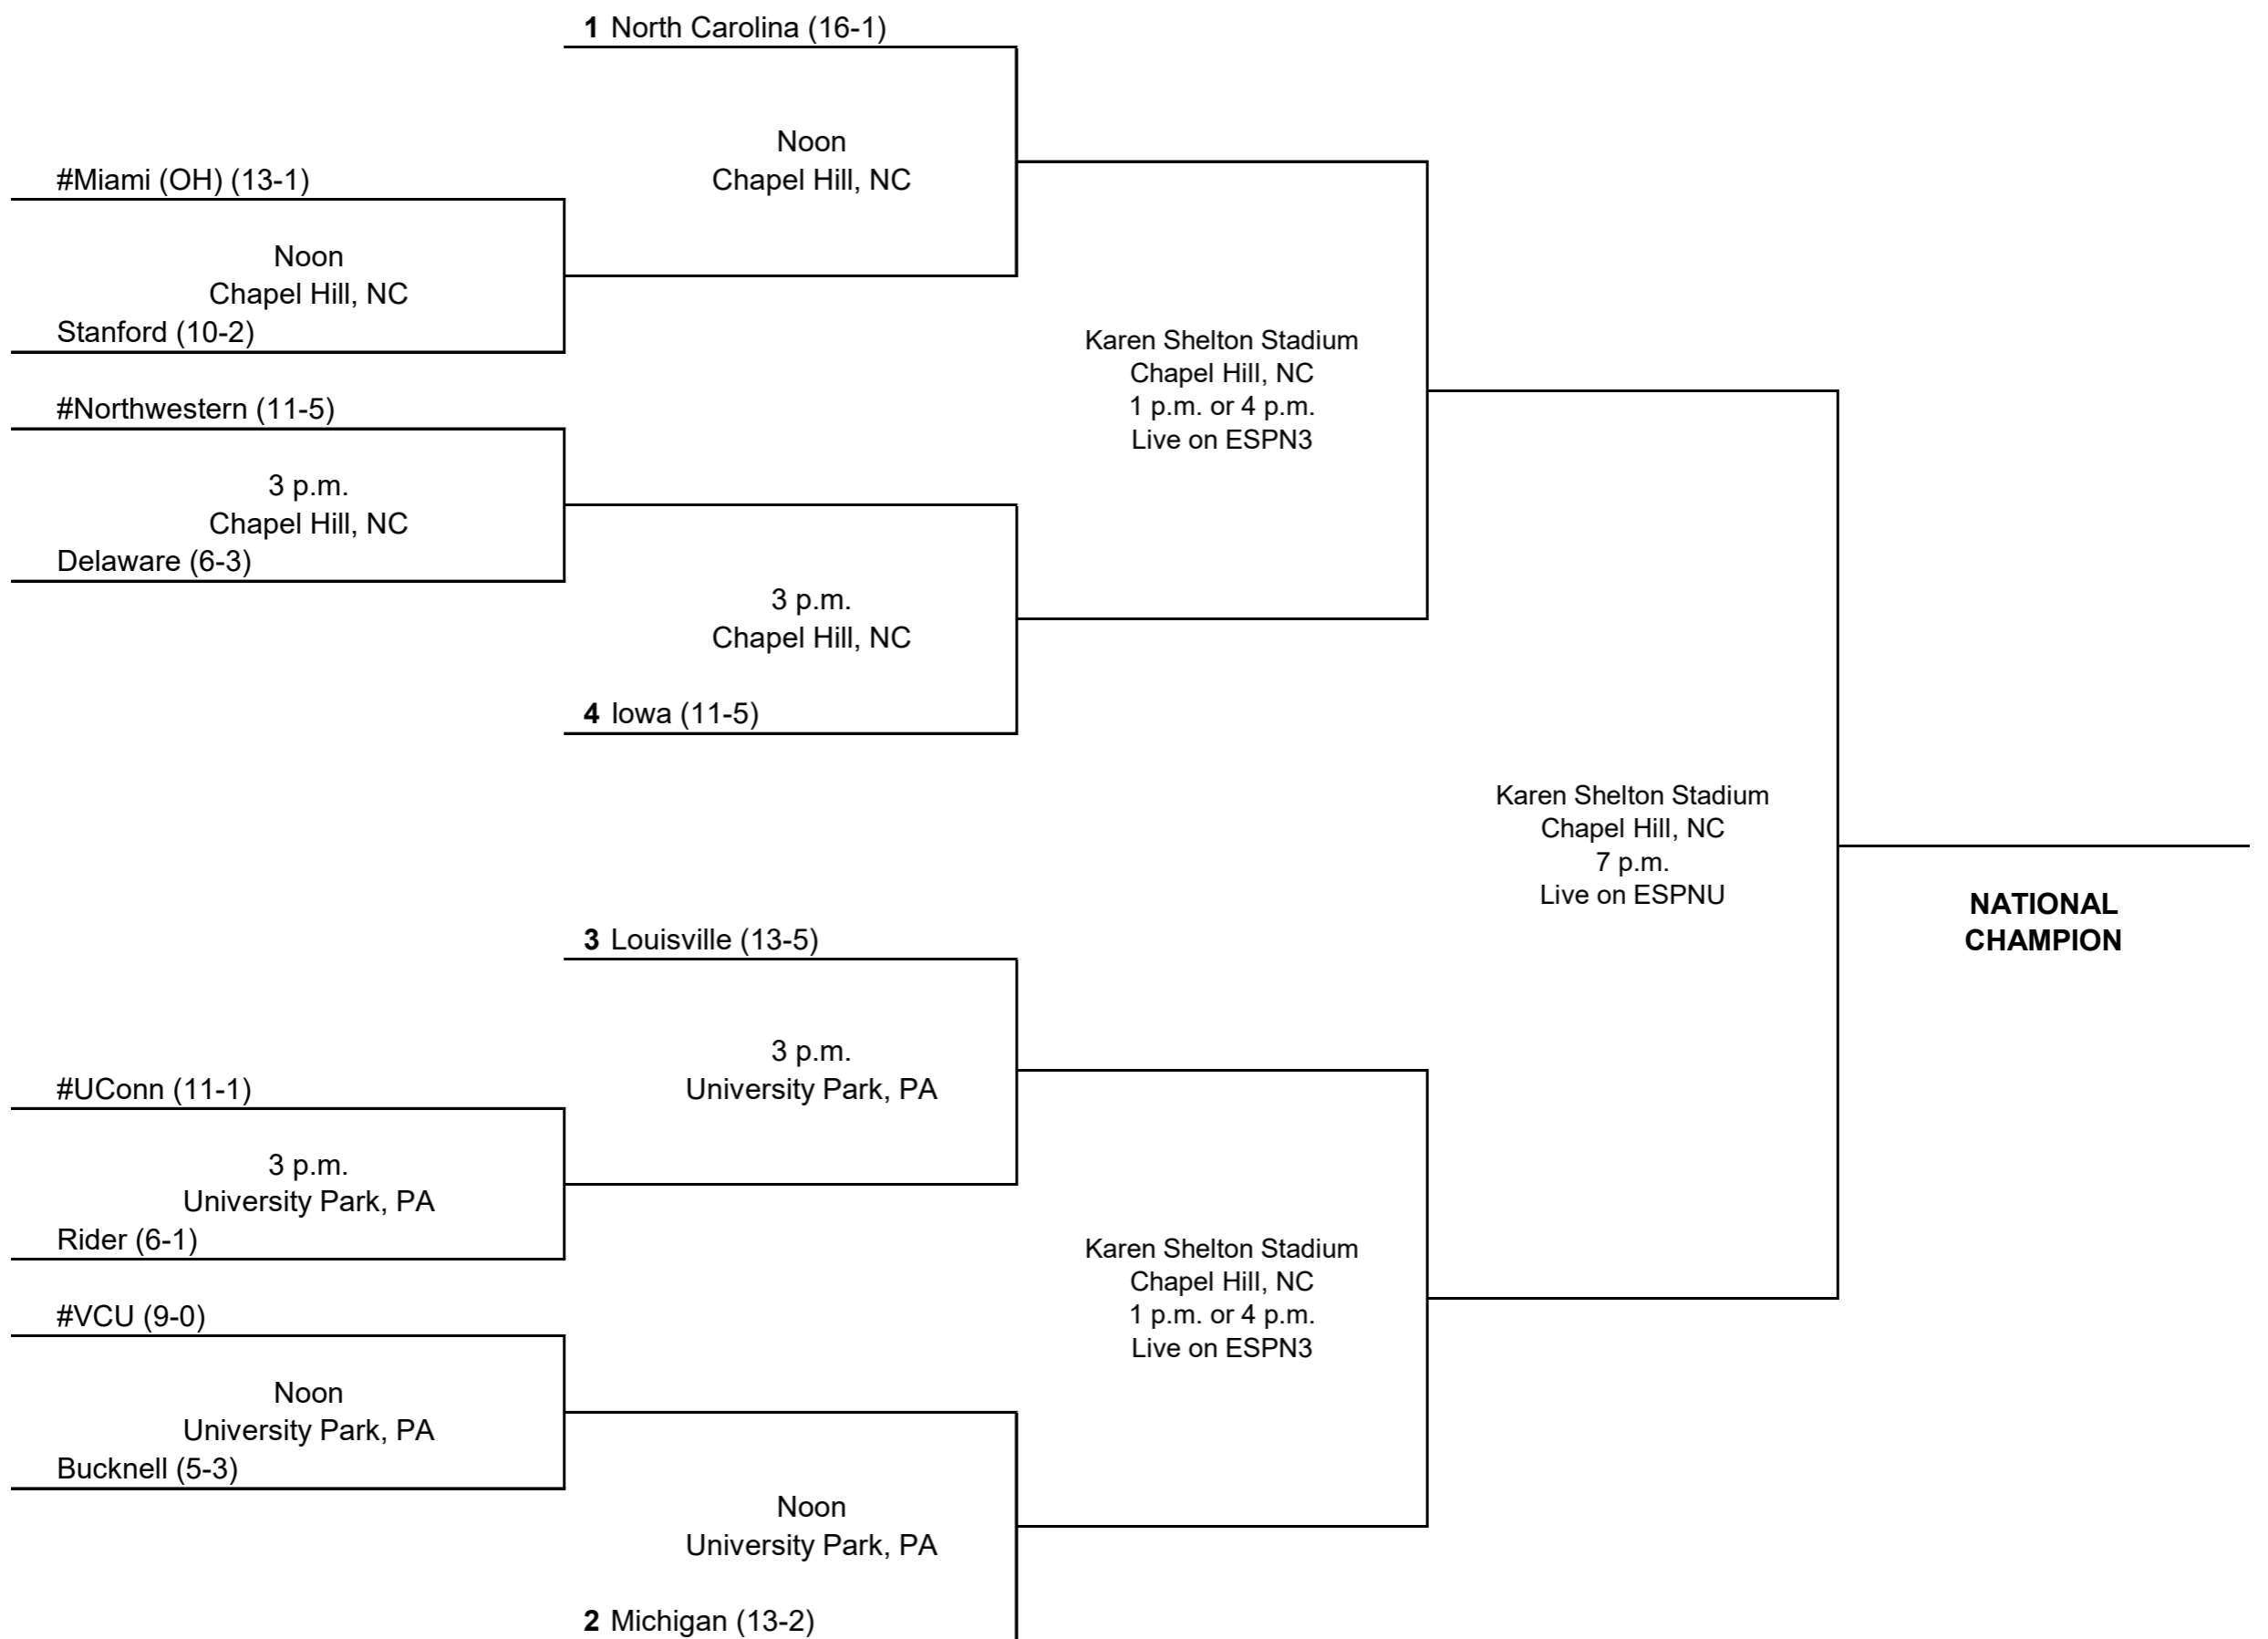 1 North Carolina (16-1)
Noon
Chapel Hill, NC
#Miami (OH) (13-1)
Noon
Chapel Hill, NC
Stanford (10-2)
Karen Shelton Stadium
Chapel Hill, NC
1 p.m. or 4 p.m.
Live on ESPN3
#Northwestern (11-5)
3 p.m.
Chapel Hill, NC
Delaware (6-3)
3 p.m.
Chapel Hill, NC
4 Iowa (11-5)
Karen Shelton Stadium
Chapel Hill, NC
7 p.m.
Live on ESPNU
NATIONAL
CHAMPION
3 Louisville (13-5)
3 p.m.
University Park, PA
#UConn (11-1)
3 p.m.
University Park, PA
Rider (6-1)
Karen Shelton Stadium
Chapel Hill, NC
1 p.m. or 4 p.m.
Live on ESPN3
#VCU (9-0)
Noon
University Park, PA
Bucknell (5-3)
Noon
University Park, PA
2 Michigan (13-2)